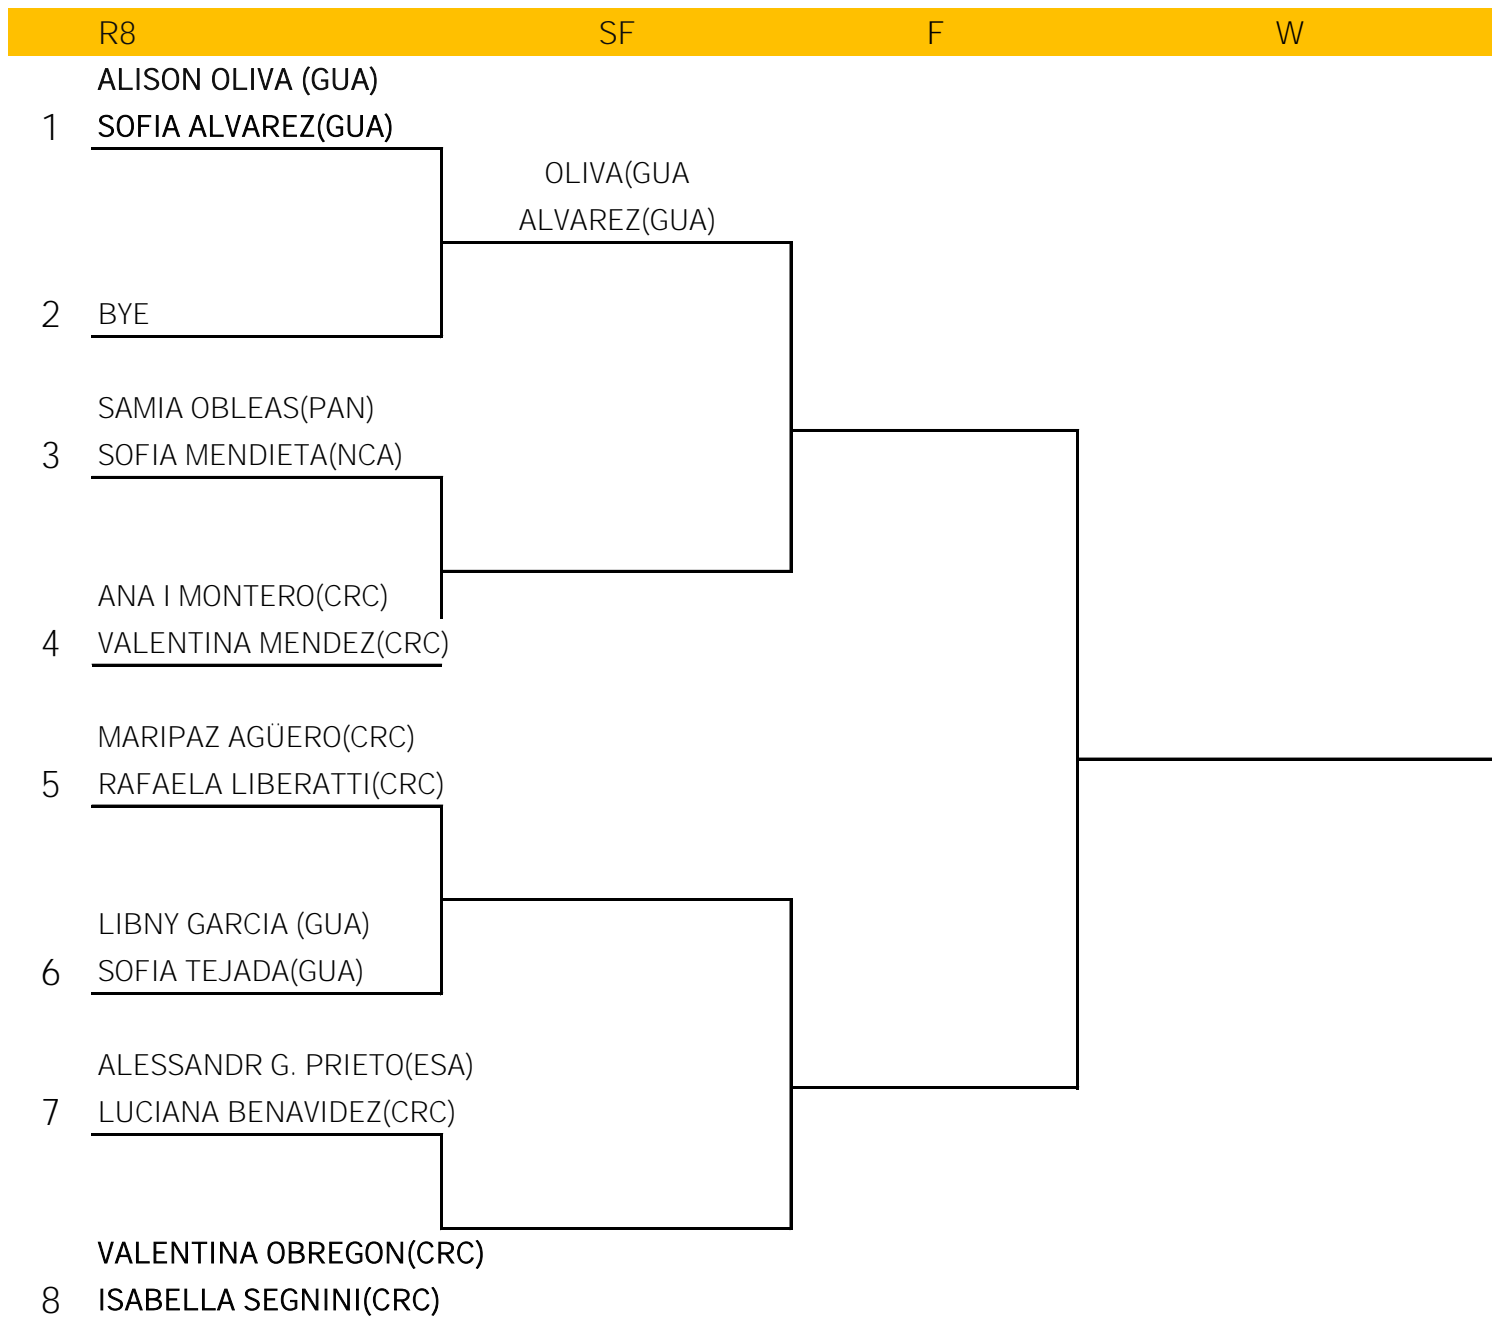 R8 SF F W
ALISON OLIVA (GUA)
1 SOFIA ALVAREZ(GUA)
OLIVA(GUA
ALVAREZ(GUA)
2 BYE
SAMIA OBLEAS(PAN)
3 SOFIA MENDIETA(NCA)
ANA I MONTERO(CRC)
4 VALENTINA MENDEZ(CRC)
MARIPAZ AGÜERO(CRC)
5 RAFAELA LIBERATTI(CRC)
LIBNY GARCIA (GUA)
6 SOFIA TEJADA(GUA)
ALESSANDR G. PRIETO(ESA)
7 LUCIANA BENAVIDEZ(CRC)
VALENTINA OBREGON(CRC)
8 ISABELLA SEGNINI(CRC)